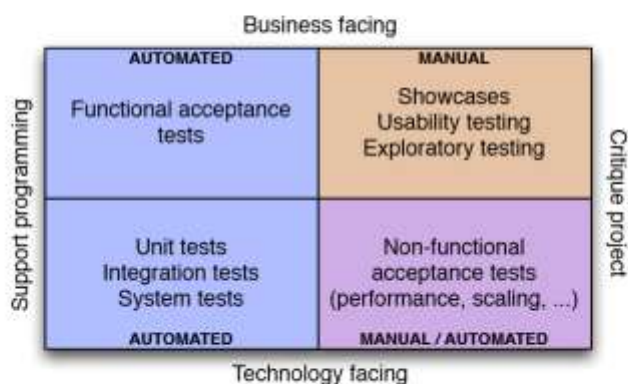 Business facing
AUTOMATED
MANUAL
Functional acceptance
tests
Showcases
Usability testing
Exploratory testing
Support programming
Critique project
Unit tests
Integration tests
System tests
Non-functional
acceptance tests
(performance, scaling, ...)
AUTOMATED
MANUAL / AUTOMATED
Technology facing